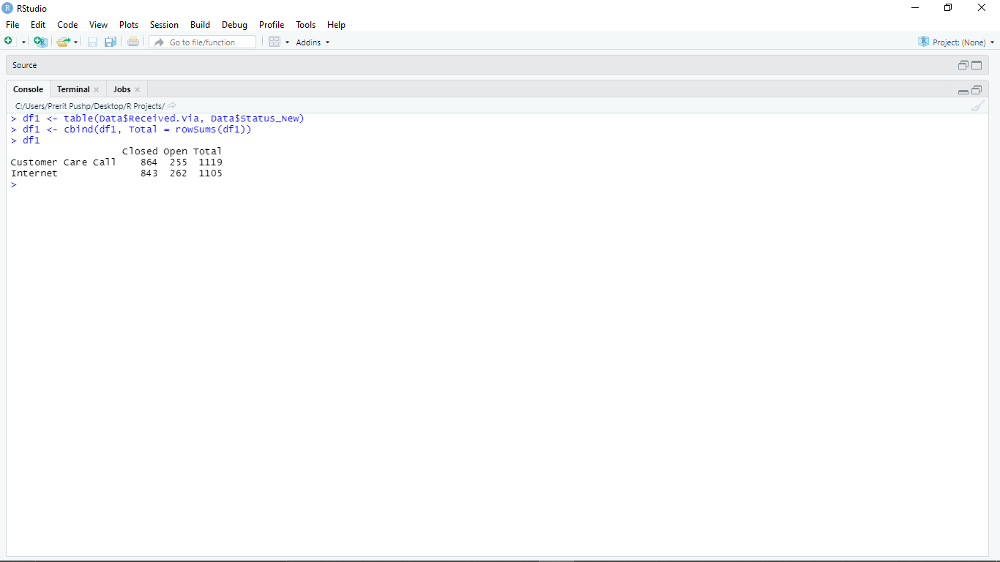 RStudio
File Edit Code View Plots Session Build Debug Profile Tools Help
Go to file/function Addins Project: (None)
Source
Console Terminal Jobs
C:/Users/Prerit Pushp/Desktop/R Projects/
> df1 <- table(Data$Received.Via, Data$Status_New)
> df1 <- cbind(df1, Total = rowSums(df1))
> df1
Closed Open Total
Customer Care Call 864 255 1119
Internet 843 262 1105
>